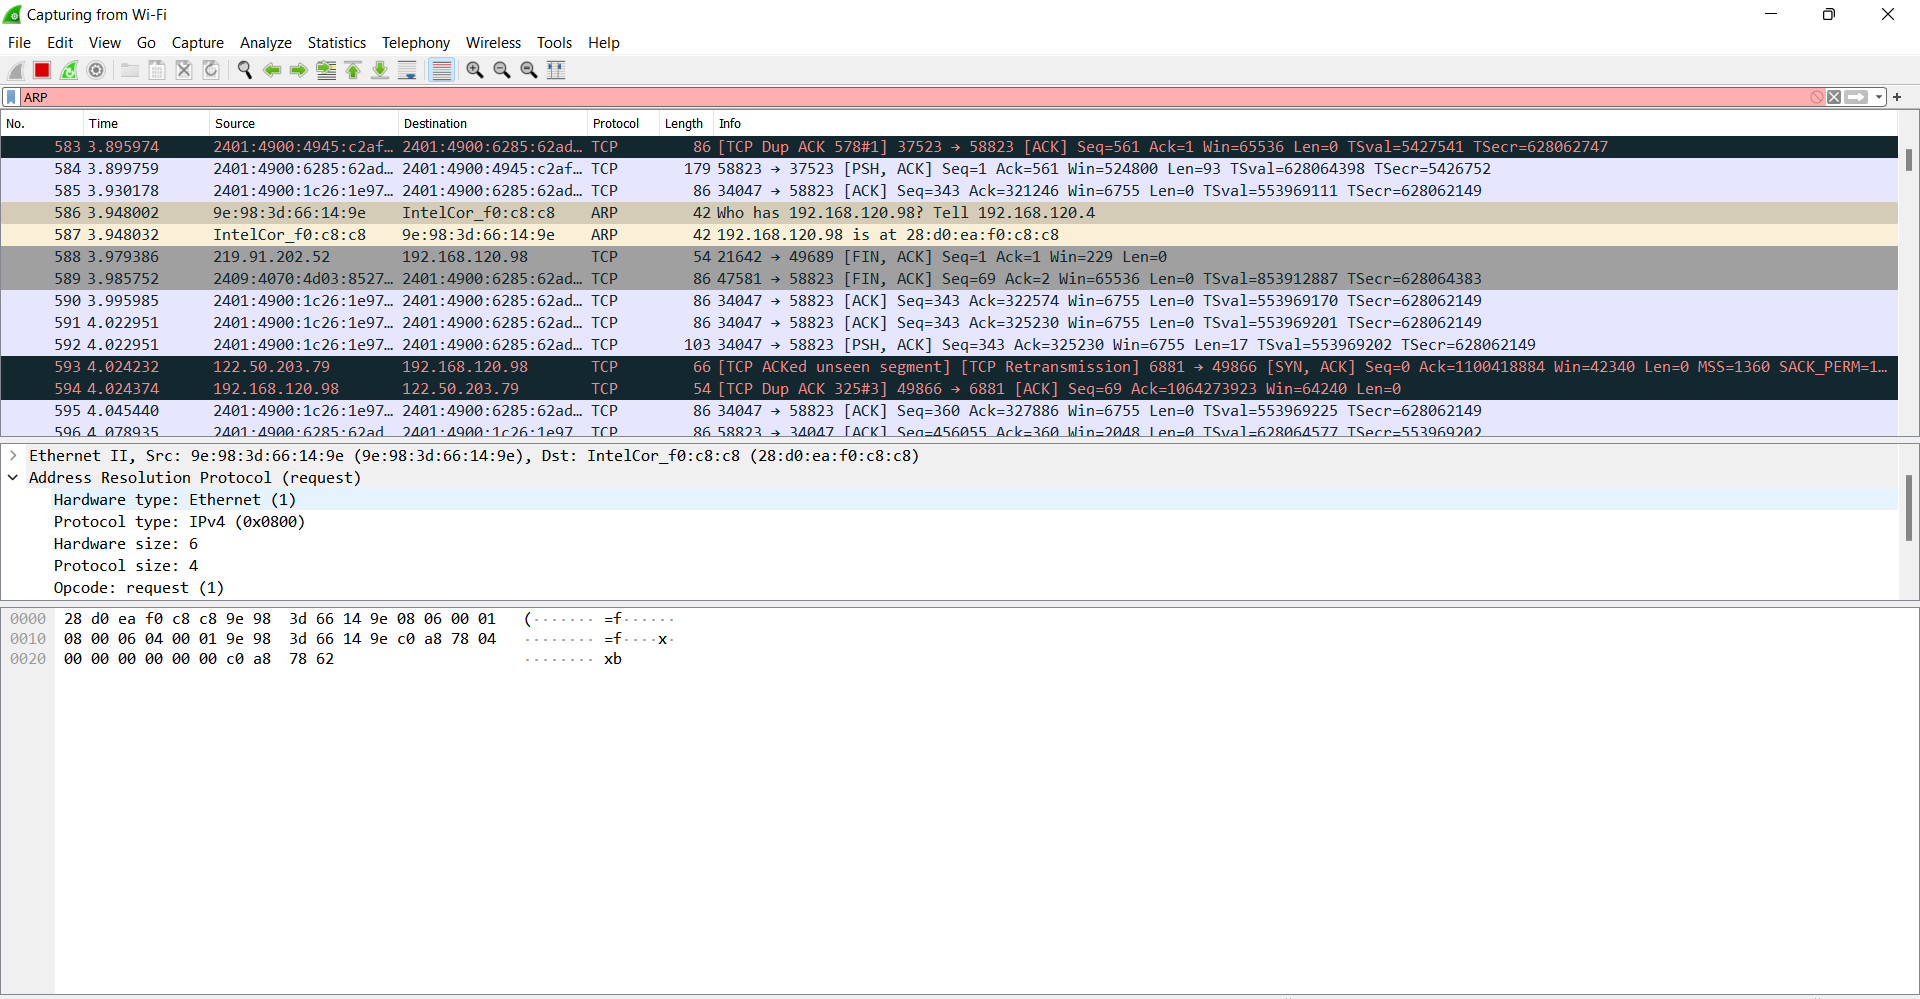 Capturing from Wi-Fi
File Edit View Go Capture Analyze Statistics Telephony Wireless Tools Help
ARP
No. Time Source Destination Protocol Length Info
583 3.895974 2401:4900:4945:c2af… 2401:4900:6285:62ad… TCP 86 [TCP Dup ACK 578#1] 37523 → 58823 [ACK] Seq=561 Ack=1 Win=65536 Len=0 TSval=5427541 TSecr=628062747
584 3.899759 2401:4900:6285:62ad… 2401:4900:4945:c2af… TCP 179 58823 → 37523 [PSH, ACK] Seq=1 Ack=561 Win=524800 Len=93 TSval=628064398 TSecr=5426752
585 3.930178 2401:4900:1c26:1e97… 2401:4900:6285:62ad… TCP 86 34047 → 58823 [ACK] Seq=343 Ack=321246 Win=6755 Len=0 TSval=553969111 TSecr=628062149
586 3.948002 9e:98:3d:66:14:9e IntelCor_f0:c8:c8 ARP 42 Who has 192.168.120.98? Tell 192.168.120.4
587 3.948032 IntelCor_f0:c8:c8 9e:98:3d:66:14:9e ARP 42 192.168.120.98 is at 28:d0:ea:f0:c8:c8
588 3.979386 219.91.202.52 192.168.120.98 TCP 54 21642 → 49689 [FIN, ACK] Seq=1 Ack=1 Win=229 Len=0
589 3.985752 2409:4070:4d03:8527… 2401:4900:6285:62ad… TCP 86 47581 → 58823 [FIN, ACK] Seq=69 Ack=2 Win=65536 Len=0 TSval=853912887 TSecr=628064383
590 3.995985 2401:4900:1c26:1e97… 2401:4900:6285:62ad… TCP 86 34047 → 58823 [ACK] Seq=343 Ack=322574 Win=6755 Len=0 TSval=553969170 TSecr=628062149
591 4.022951 2401:4900:1c26:1e97… 2401:4900:6285:62ad… TCP 86 34047 → 58823 [ACK] Seq=343 Ack=325230 Win=6755 Len=0 TSval=553969201 TSecr=628062149
592 4.022951 2401:4900:1c26:1e97… 2401:4900:6285:62ad… TCP 103 34047 → 58823 [PSH, ACK] Seq=343 Ack=325230 Win=6755 Len=17 TSval=553969202 TSecr=628062149
593 4.024232 122.50.203.79 192.168.120.98 TCP 66 [TCP ACKed unseen segment] [TCP Retransmission] 6881 → 49866 [SYN, ACK] Seq=0 Ack=1100418884 Win=42340 Len=0 MSS=1360 SACK_PERM=1…
594 4.024374 192.168.120.98 122.50.203.79 TCP 54 [TCP Dup ACK 325#3] 49866 → 6881 [ACK] Seq=69 Ack=1064273923 Win=64240 Len=0
595 4.045440 2401:4900:1c26:1e97… 2401:4900:6285:62ad… TCP 86 34047 → 58823 [ACK] Seq=360 Ack=327886 Win=6755 Len=0 TSval=553969225 TSecr=628062149
596 4.078935 2401:4900:6285:62ad 2401:4900:1c26:1e97 TCP 86 58823 → 34047 [ACK] Seq=456055 Ack=360 Win=2048 Len=0 TSval=628064577 TSecr=553969202
Ethernet II, Src: 9e:98:3d:66:14:9e (9e:98:3d:66:14:9e), Dst: IntelCor_f0:c8:c8 (28:d0:ea:f0:c8:c8)
Address Resolution Protocol (request)
Hardware type: Ethernet (1)
Protocol type: IPv4 (0x0800)
Hardware size: 6
Protocol size: 4
Opcode: request (1)
0000 28 d0 ea f0 c8 c8 9e 98 3d 66 14 9e 08 06 00 01 (······· =f······
0010 08 00 06 04 00 01 9e 98 3d 66 14 9e c0 a8 78 04 ········ =f····x·
0020 00 00 00 00 00 00 c0 a8 78 62 ········ xb